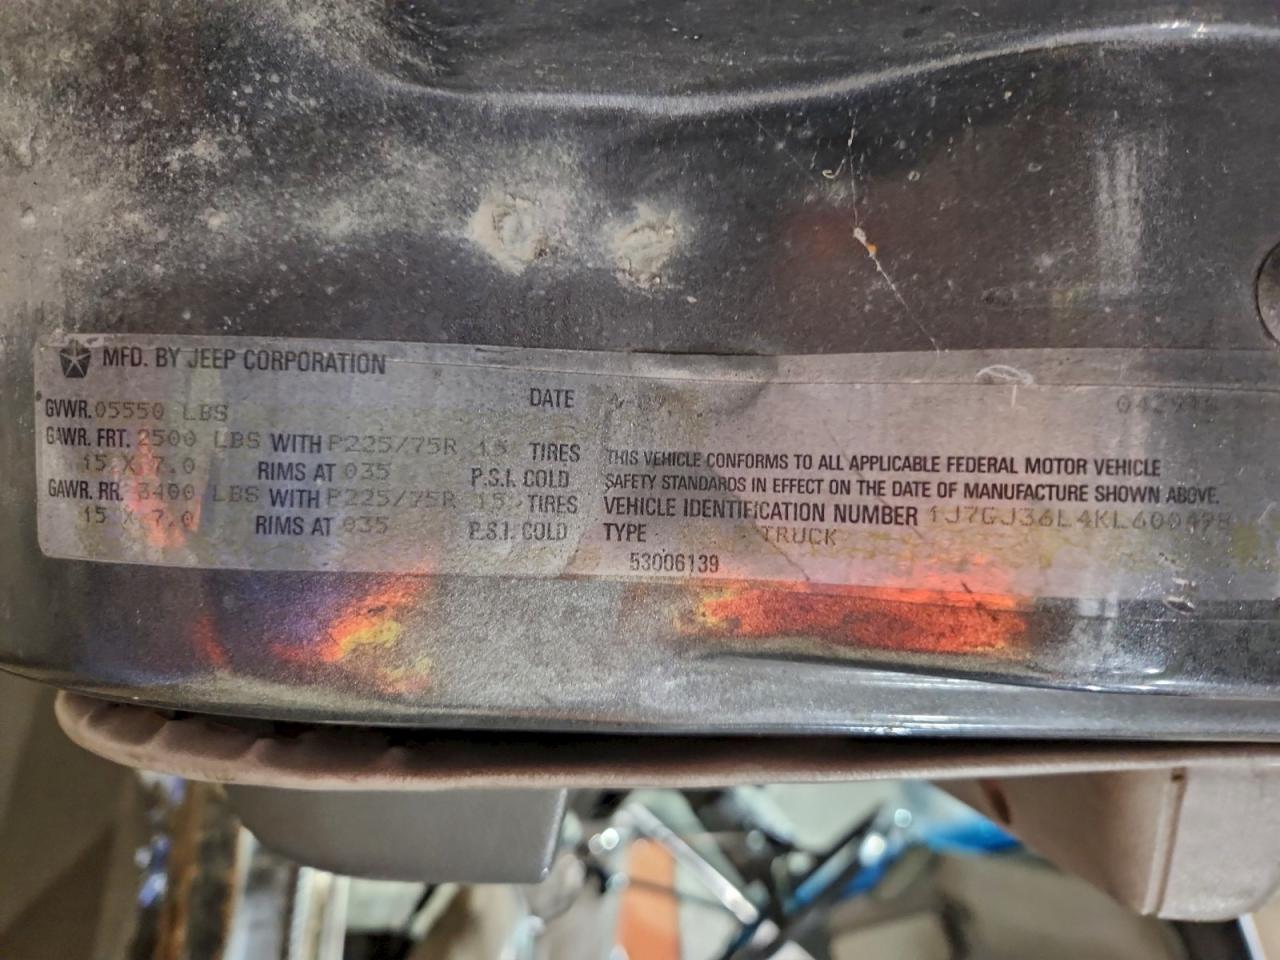 MFD. BY JEEP CORPORATION
DATE
GVWR. 05550 LBS
GAWR. FRT. 2500 LBS WITH P225/75R 15 TIRES
15 X 7.0 RIMS AT 035 P.S.I. COLD
GAWR. RR. 3400 LBS WITH P225/75R 15 TIRES
15 X 7.0 RIMS AT 035 P.S.I. COLD
THIS VEHICLE CONFORMS TO ALL APPLICABLE FEDERAL MOTOR VEHICLE
SAFETY STANDARDS IN EFFECT ON THE DATE OF MANUFACTURE SHOWN ABOVE.
VEHICLE IDENTIFICATION NUMBER 1J7GJ36L4KL600498
TYPE TRUCK
53006139